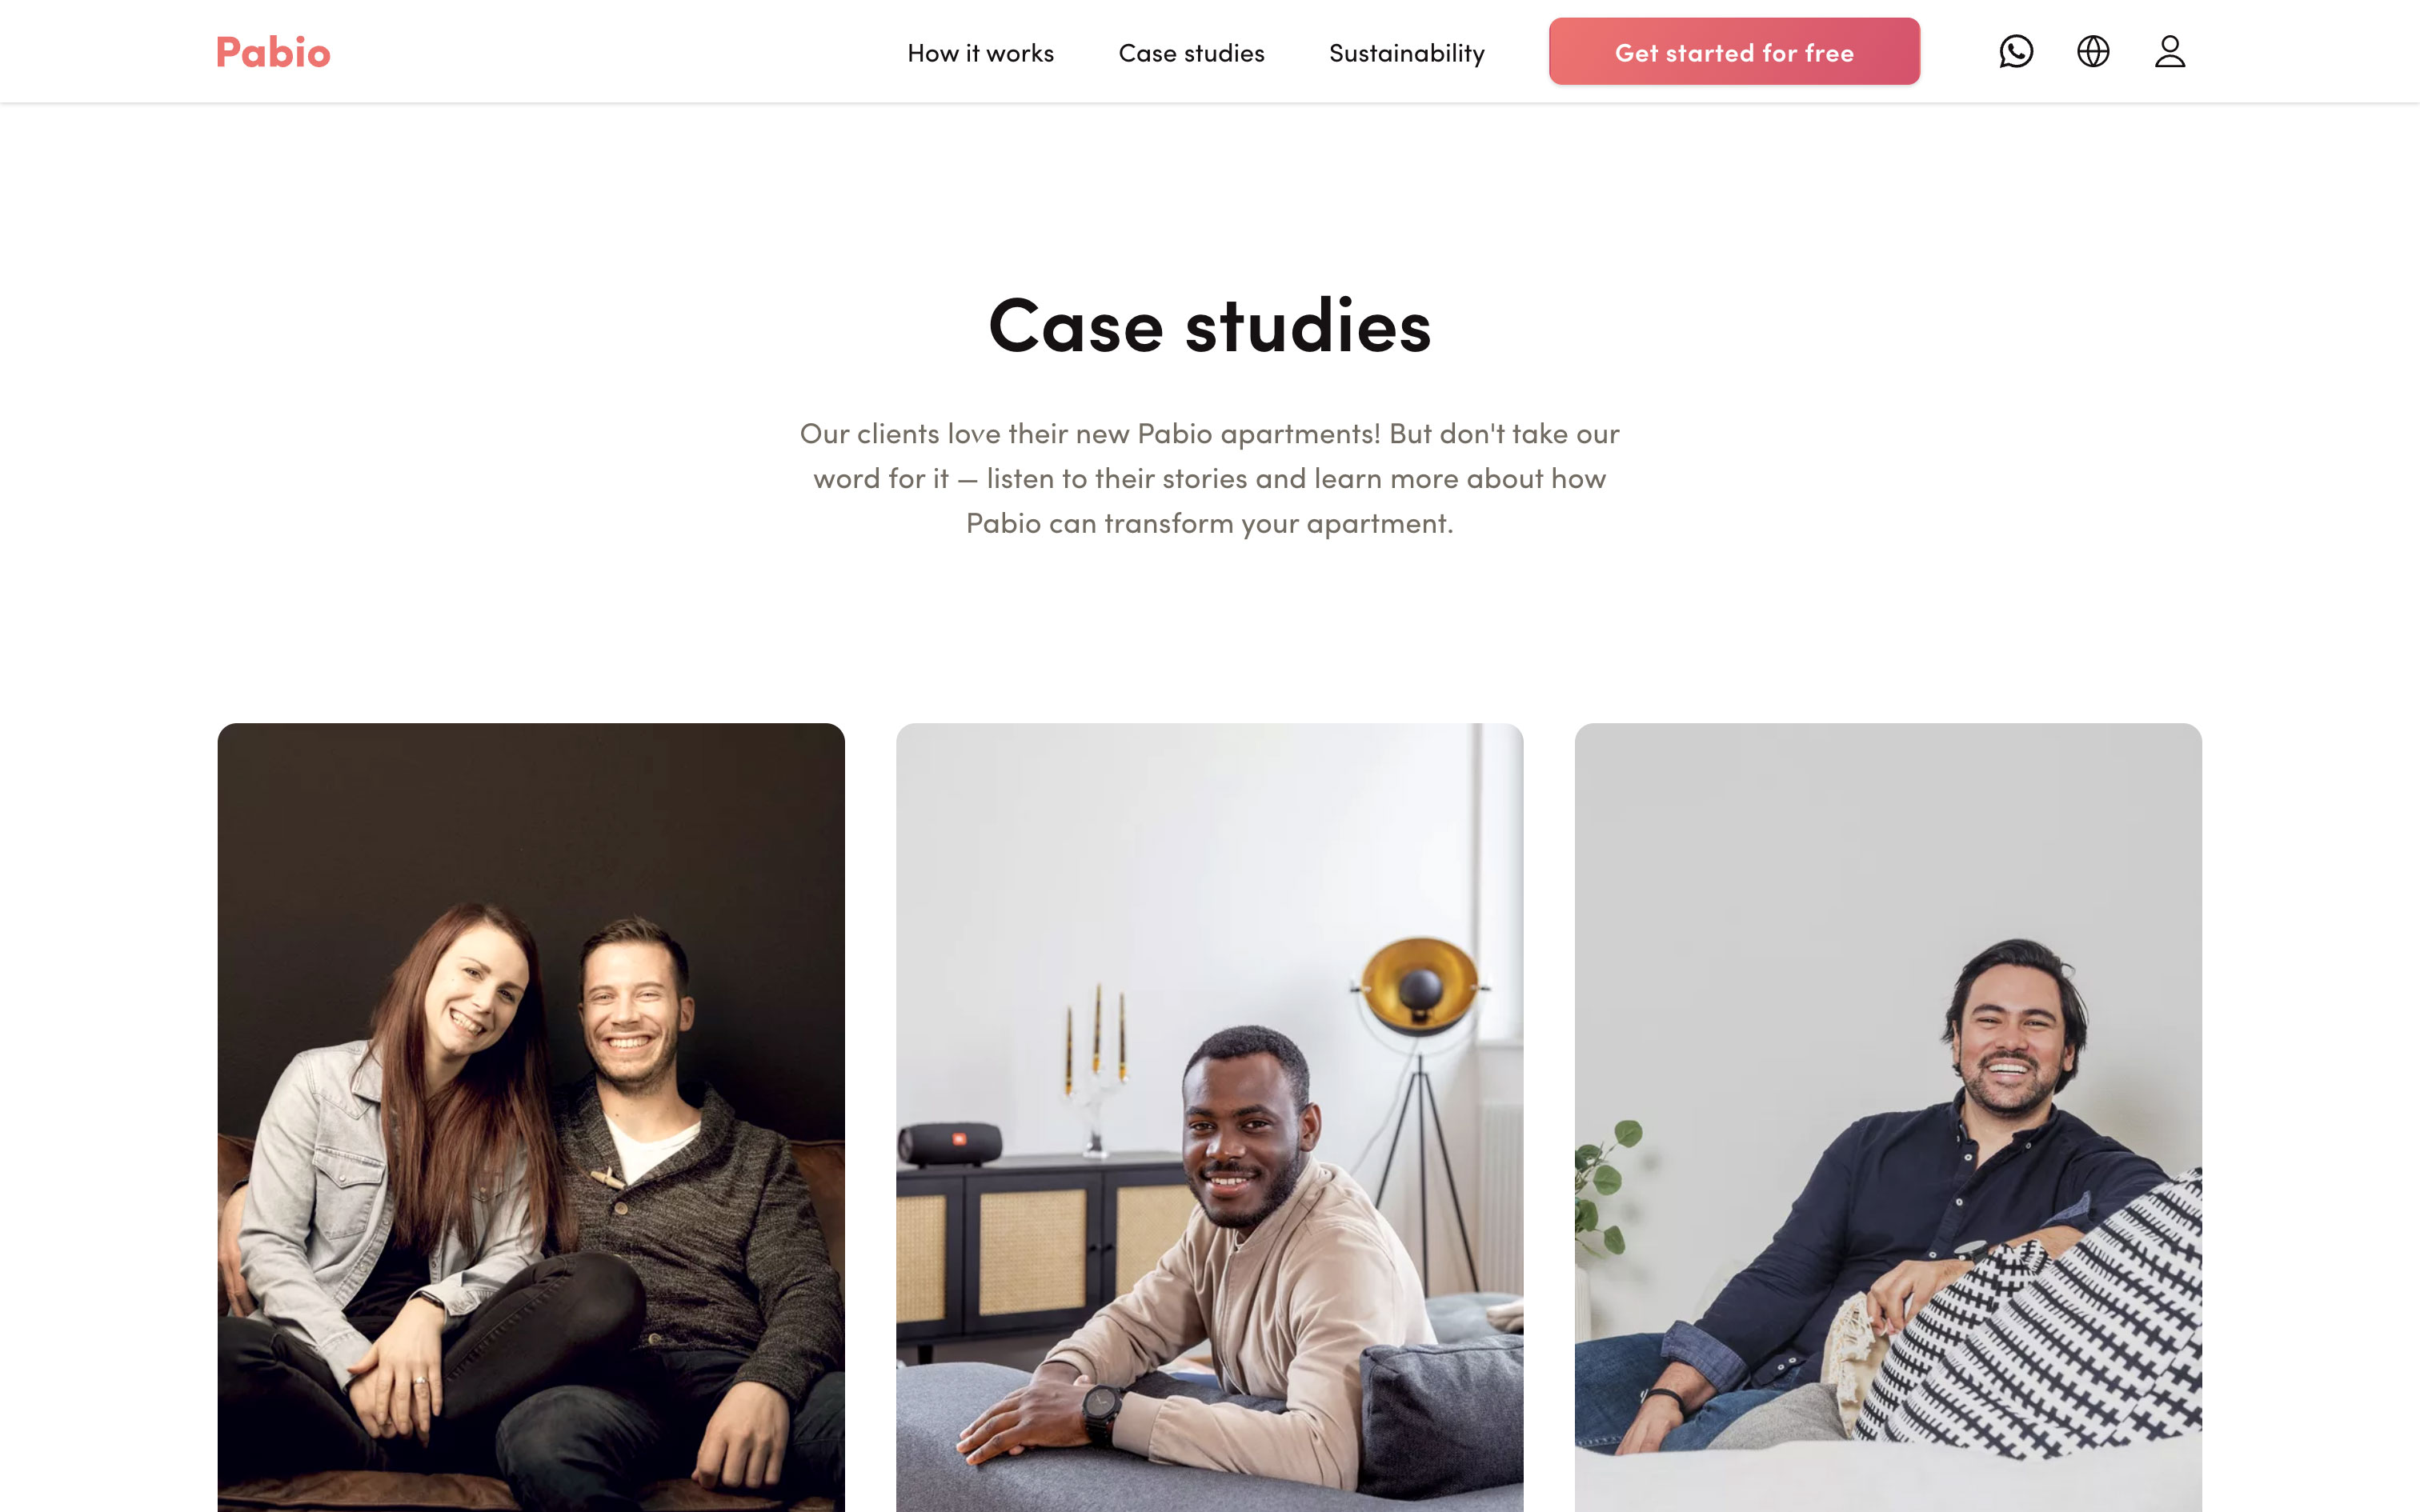 Pabio
How it works
Case studies
Sustainability
Get started for free
Case studies
Our clients love their new Pabio apartments! But don't take our
word for it — listen to their stories and learn more about how
Pabio can transform your apartment.